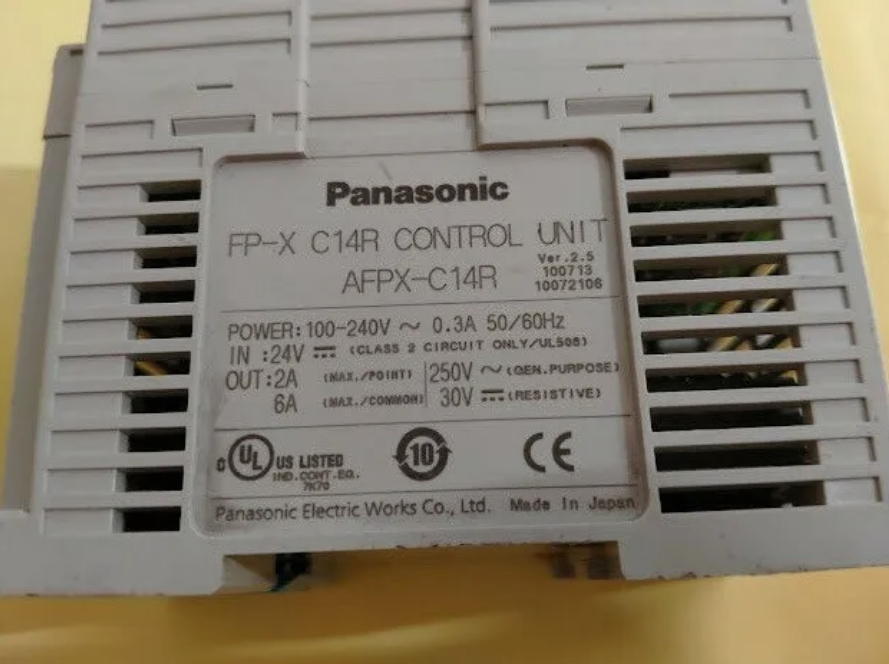 Panasonic
FP-X C14R CONTROL UNIT
AFPX-C14R
Ver.2.5
100713
10072106
POWER:100-240V ~ 0.3A 50/60Hz
IN :24V ⎓ (CLASS 2 CIRCUIT ONLY/UL508)
OUT:2A (MAX./POINT) 250V ~ (GEN.PURPOSE)
6A (MAX./COMMON) 30V ⎓ (RESISTIVE)
c UL US LISTED
IND.CONT.EQ.
7K70
10
CE
Panasonic Electric Works Co., Ltd. Made in Japan